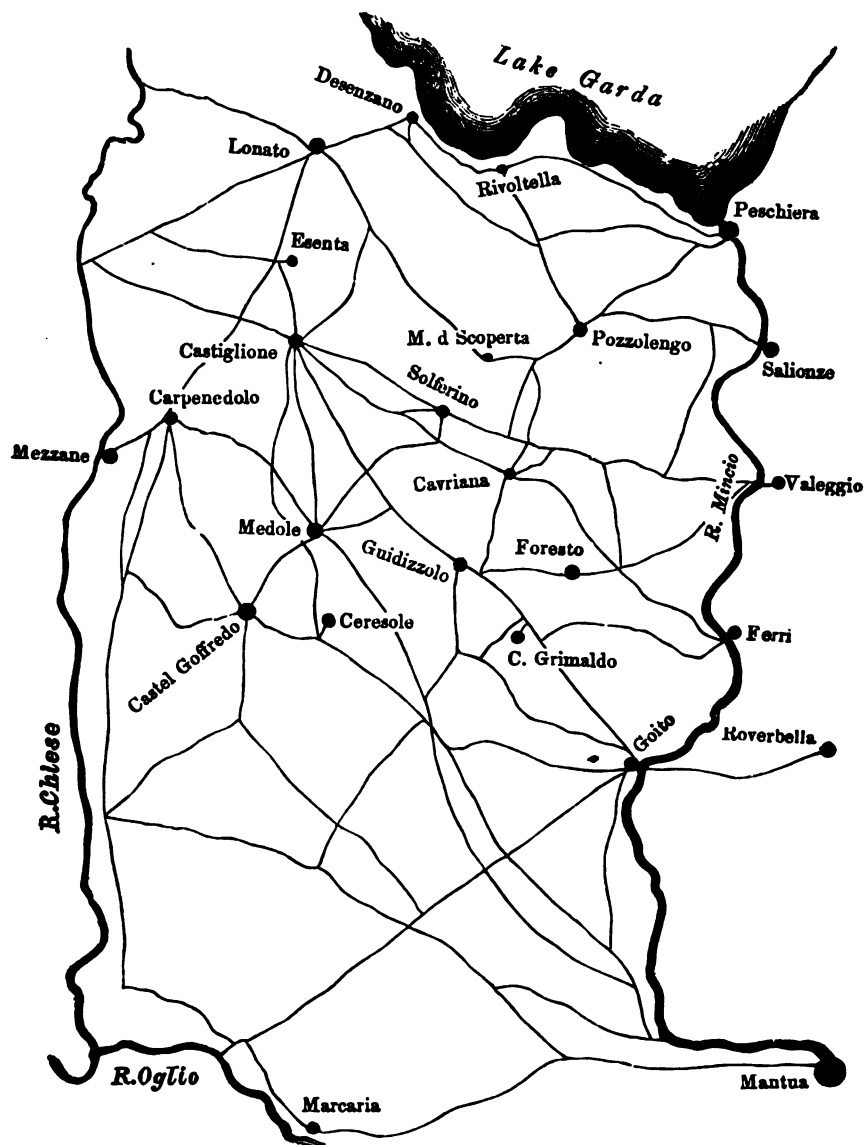 Lake Garda
Desenzano
Lonato
Rivoltella
Peschiera
Esenta
M. d Scoperta
Pozzolengo
Castiglione
Salionze
Solferino
Carpenedolo
Mezzane
Cavriana
R. Mincio
Valeggio
Medole
Guidizzolo
Foresto
Ceresole
Castel Goffredo
C. Grimaldo
Ferri
Goito
Roverbella
R. Chiese
R. Oglio
Mantua
Marcaria